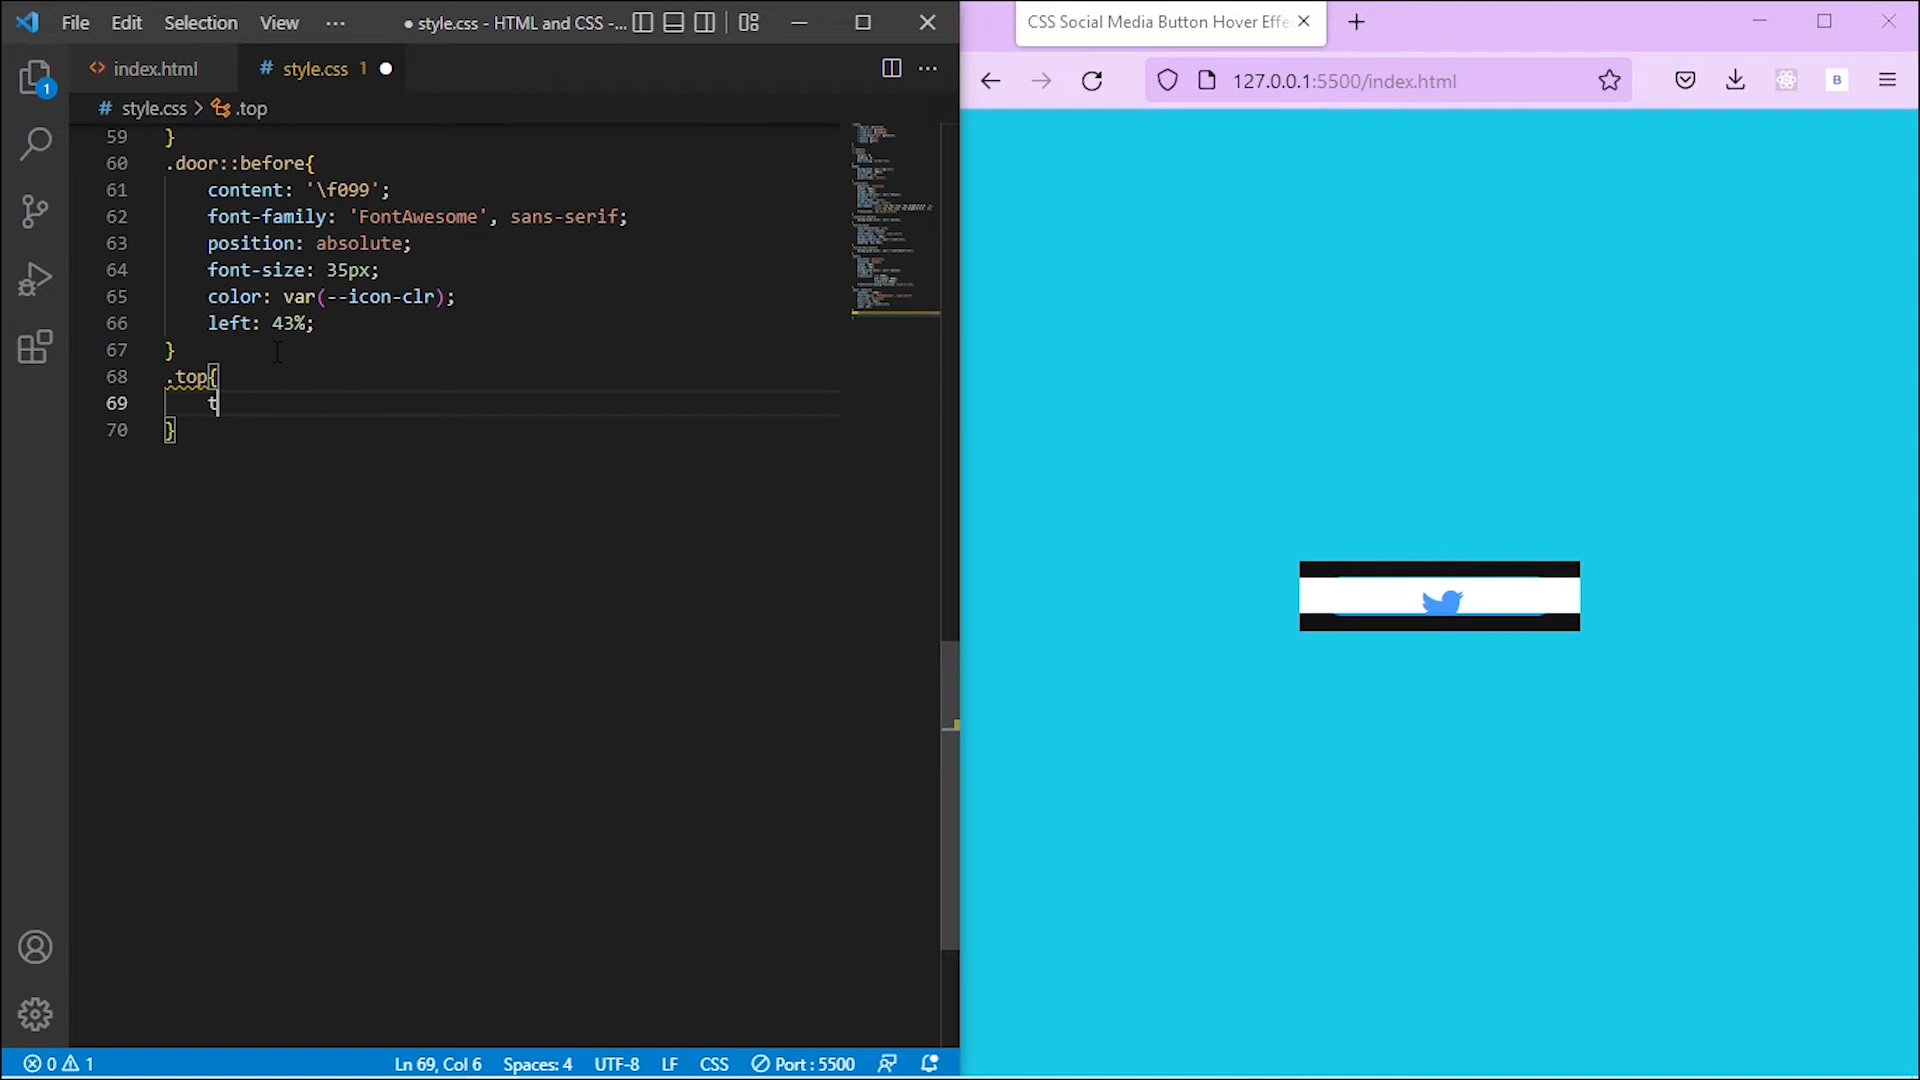 File Edit Selection View ··· ● style.css - HTML and CSS -...
index.html # style.css 1 ●
# style.css > .top
59 }
60 .door::before{
61 content: '\f099';
62 font-family: 'FontAwesome', sans-serif;
63 position: absolute;
64 font-size: 35px;
65 color: var(--icon-clr);
66 left: 43%;
67 }
68 .top{
69 t
70 }
1
0 1 Ln 69, Col 6 Spaces: 4 UTF-8 LF CSS Port : 5500
CSS Social Media Button Hover Effe
127.0.0.1:5500/index.html
B